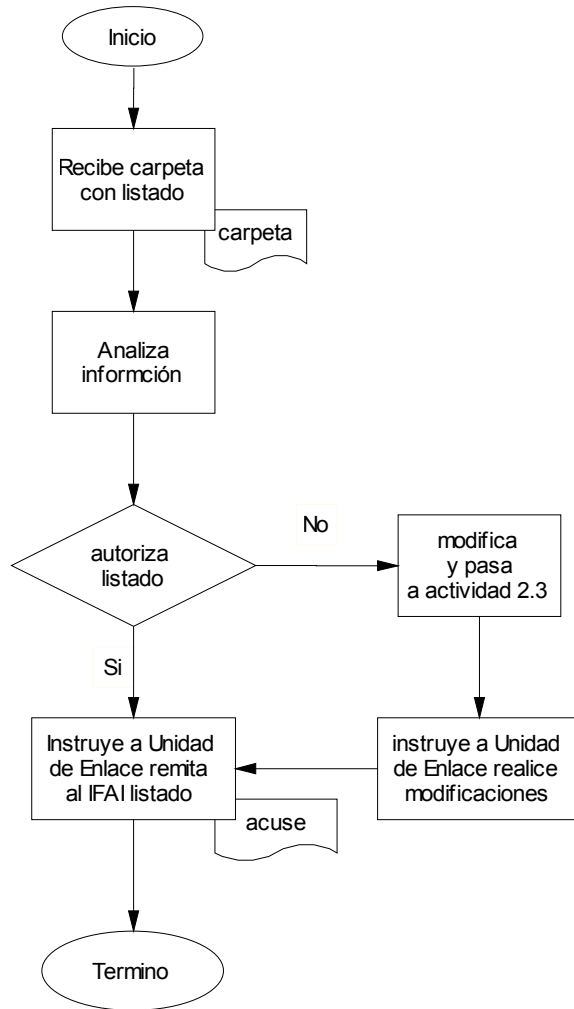 Inicio
Recibe carpeta
con listado
carpeta
Analiza
informción
autoriza
listado
No
modifica
y pasa
a actividad 2.3
Si
Instruye a Unidad
de Enlace remita
al IFAI listado
instruye a Unidad
de Enlace realice
modificaciones
acuse
Termino